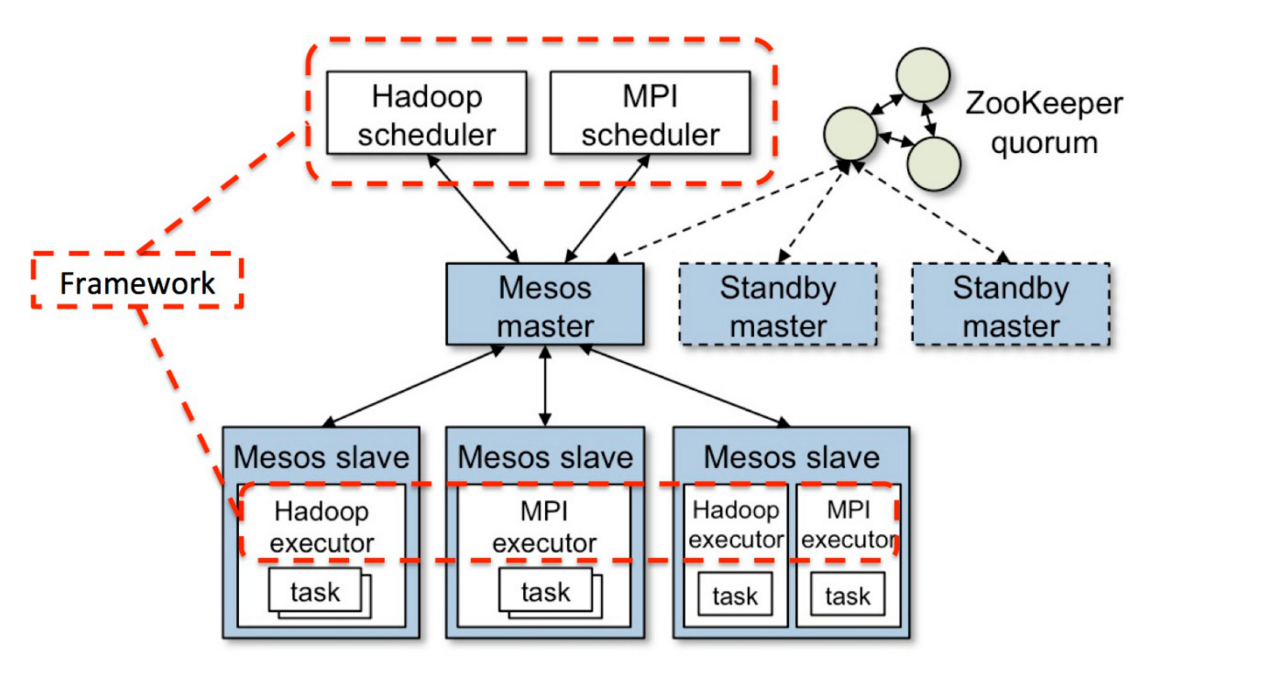 Hadoop
scheduler
MPI
scheduler
ZooKeeper
quorum
Framework
Mesos
master
Standby
master
Standby
master
Mesos slave
Hadoop
executor
task
Mesos slave
MPI
executor
task
Mesos slave
Hadoop
executor
task
MPI
executor
task